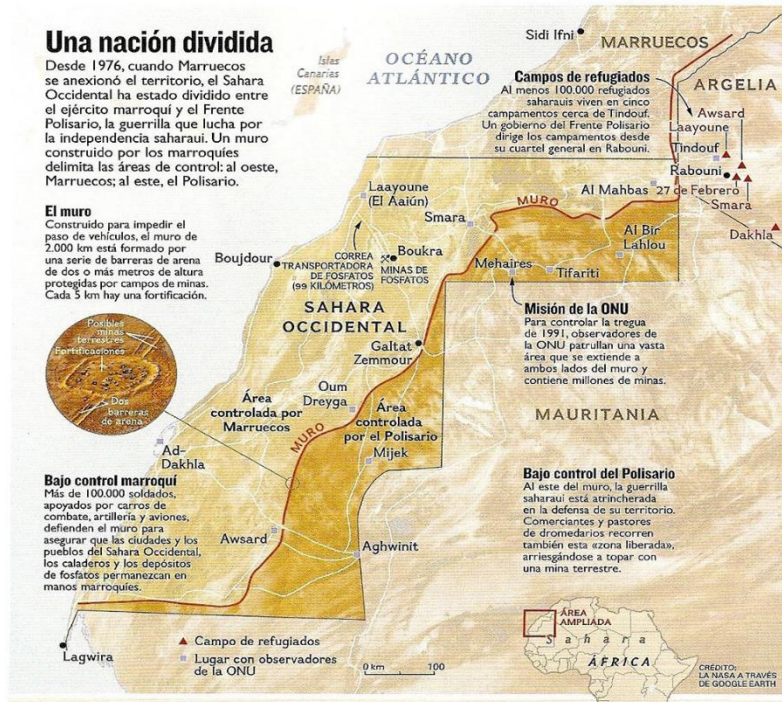 Una nación dividida
Desde 1976, cuando Marruecos
se anexionó el territorio, el Sahara
Occidental ha estado dividido entre
el ejército marroquí y el Frente
Polisario, la guerrilla que lucha por
la independencia saharaui. Un muro
construido por los marroquíes
delimita las áreas de control: al oeste,
Marruecos; al este, el Polisario.
El muro
Construido para impedir el
paso de vehículos, el muro de
2.000 km está formado por
una serie de barreras de arena
de dos o más metros de altura
protegidas por campos de minas.
Cada 5 km hay una fortificación.
Posibles
minas
terrestres
Fortificaciones
Dos
barreras
de arena
Bajo control marroquí
Más de 100.000 soldados,
apoyados por carros de
combate, artillería y aviones,
defienden el muro para
asegurar que las ciudades y los
pueblos del Sahara Occidental,
los caladeros y los depósitos
de fosfatos permanezcan en
manos marroquíes.
Islas
Canarias
(ESPAÑA)
OCÉANO
ATLÁNTICO
Sidi Ifni
MARRUECOS
ARGELIA
Campos de refugiados
Al menos 100.000 refugiados
saharauis viven en cinco
campamentos cerca de Tindouf.
Un gobierno del Frente Polisario
dirige los campamentos desde
su cuartel general en Rabouni.
Awsard
Laayoune
Tindouf
Rabouni
27 de Febrero
Smara
Dakhla
Al Mahbas
Laayoune
(El Aaiún)
Smara
MURO
Al Bir
Lahlou
Boujdour
CORREA
TRANSPORTADORA
DE FOSFATOS
(99 KILÓMETROS)
Boukra
MINAS DE
FOSFATOS
Mehaires
Tifariti
SAHARA
OCCIDENTAL
Misión de la ONU
Para controlar la tregua
de 1991, observadores de
la ONU patrullan una vasta
área que se extiende a
ambos lados del muro y
contiene millones de minas.
Galtat
Zemmour
Oum
Dreyga
Área
controlada por
Marruecos
Área
controlada
por el Polisario
MURO
Mijek
MAURITANIA
Ad-
Dakhla
Bajo control del Polisario
Al este del muro, la guerrilla
saharaui está atrincherada
en la defensa de su territorio.
Comerciantes y pastores
de dromedarios recorren
también esta «zona liberada»,
arriesgándose a topar con
una mina terrestre.
Awsard
Aghwinit
Lagwira
Campo de refugiados
Lugar con observadores
de la ONU
0 km 100
ÁREA
AMPLIADA
Sahara
ÁFRICA
CRÉDITO:
LA NASA A TRAVÉS
DE GOOGLE EARTH